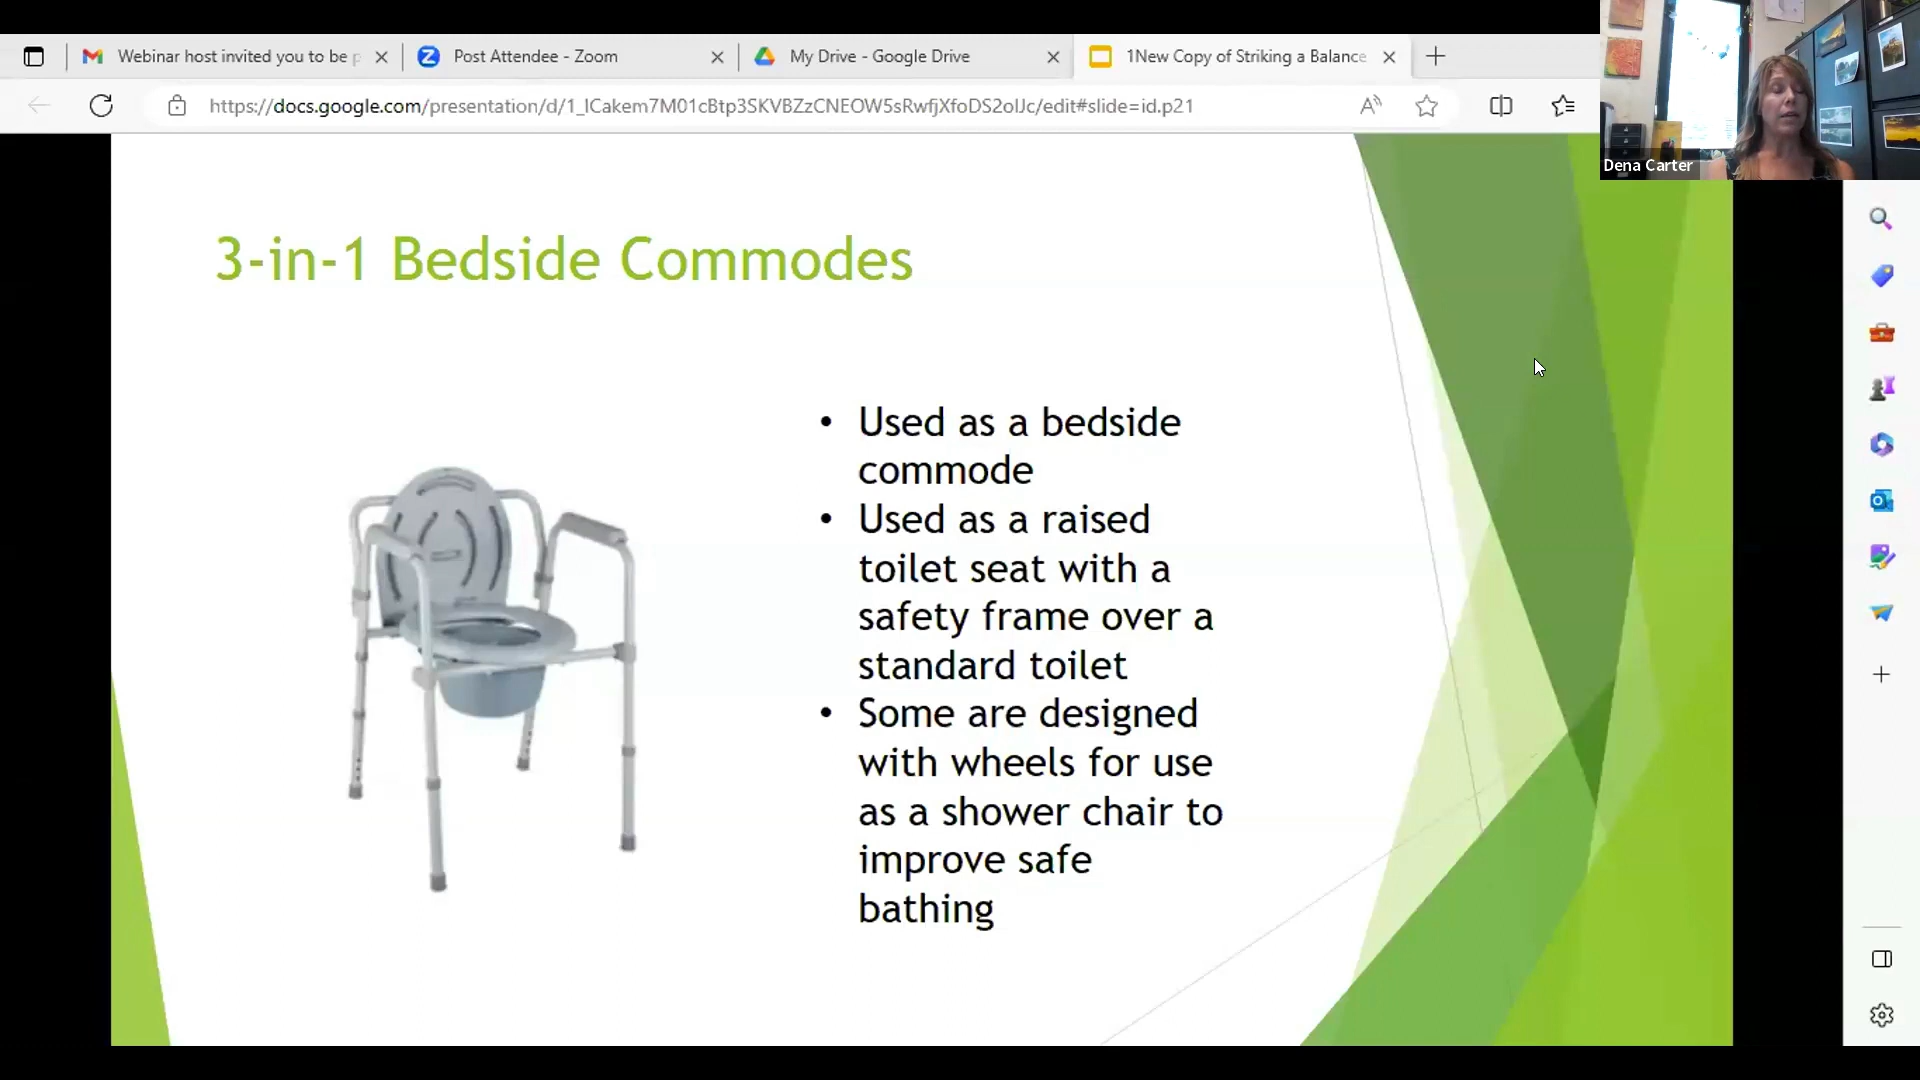 Webinar host invited you to be p
Post Attendee - Zoom
My Drive - Google Drive
1New Copy of Striking a Balance
https://docs.google.com/presentation/d/1_lCakem7M01cBtp3SKVBZzCNEOW5sRwfjXfoDS2olJc/edit#slide=id.p21
Dena Carter
3-in-1 Bedside Commodes
• Used as a bedside
commode
• Used as a raised
toilet seat with a
safety frame over a
standard toilet
• Some are designed
with wheels for use
as a shower chair to
improve safe
bathing